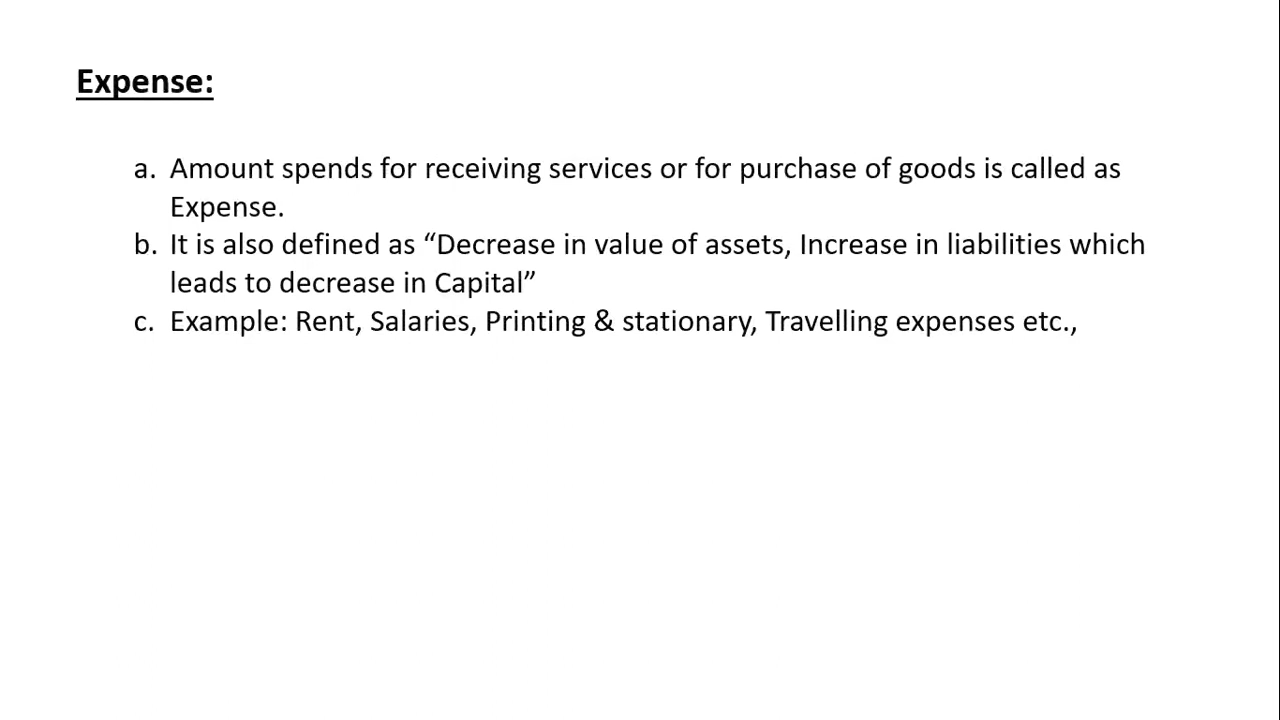 Expense:
a. Amount spends for receiving services or for purchase of goods is called as
Expense.
b. It is also defined as “Decrease in value of assets, Increase in liabilities which
leads to decrease in Capital”
c. Example: Rent, Salaries, Printing & stationary, Travelling expenses etc.,